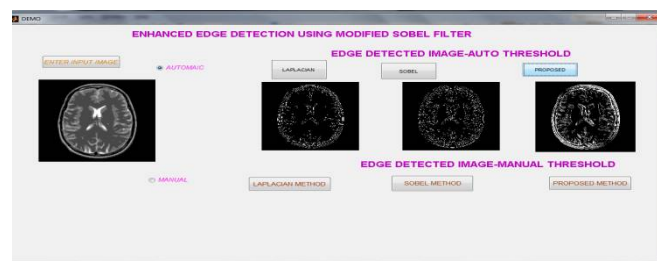 DEMO
ENHANCED EDGE DETECTION USING MODIFIED SOBEL FILTER
EDGE DETECTED IMAGE-AUTO THRESHOLD
ENTER INPUT IMAGE
AUTOMAIC
LAPLACIAN
SOBEL
PROPOSED
EDGE DETECTED IMAGE-MANUAL THRESHOLD
MANUAL
LAPLACIAN METHOD
SOBEL METHOD
PROPOSED METHOD